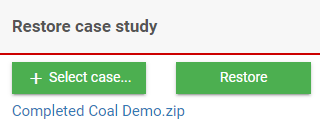 Restore case study
+ Select case... Restore
Completed Coal Demo.zip